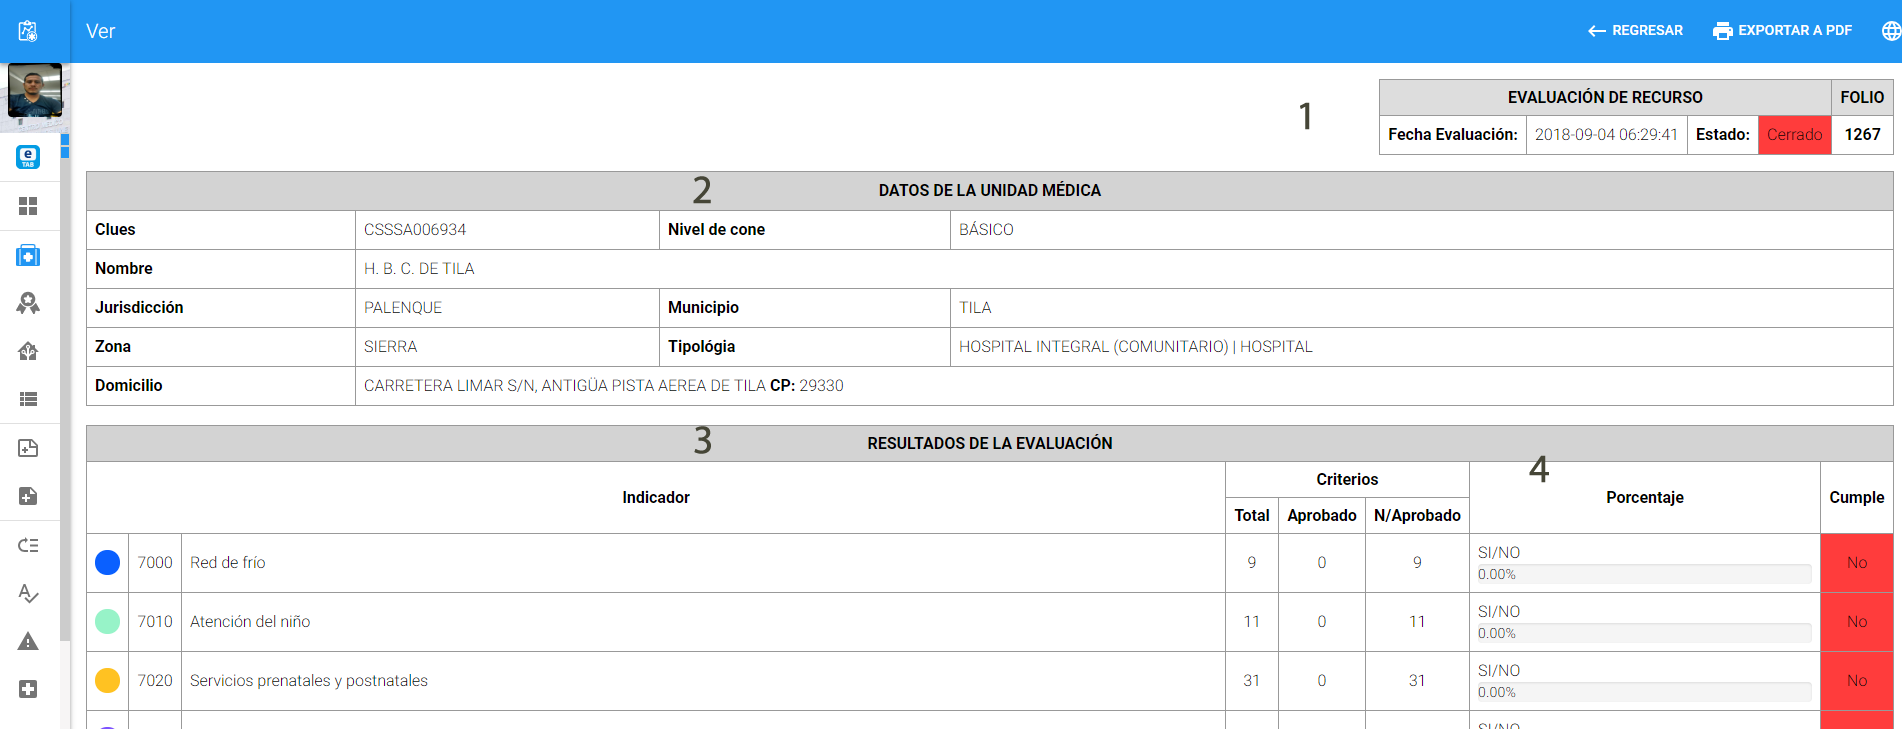 Ver
REGRESAR
EXPORTAR A PDF
e
TAB
1
EVALUACIÓN DE RECURSO FOLIO
Fecha Evaluación: 2018-09-04 06:29:41 Estado: Cerrado 1267
2 DATOS DE LA UNIDAD MÉDICA
Clues CSSSA006934 Nivel de cone BÁSICO
Nombre H. B. C. DE TILA
Jurisdicción PALENQUE Municipio TILA
Zona SIERRA Tipológia HOSPITAL INTEGRAL (COMUNITARIO) | HOSPITAL
Domicilio CARRETERA LIMAR S/N, ANTIGÜA PISTA AEREA DE TILA CP: 29330
3 RESULTADOS DE LA EVALUACIÓN
4
Indicador Criterios Porcentaje Cumple
Total Aprobado N/Aprobado
7000 Red de frío 9 0 9 SI/NO 0.00% No
7010 Atención del niño 11 0 11 SI/NO 0.00% No
7020 Servicios prenatales y postnatales 31 0 31 SI/NO 0.00% No
SI/NO